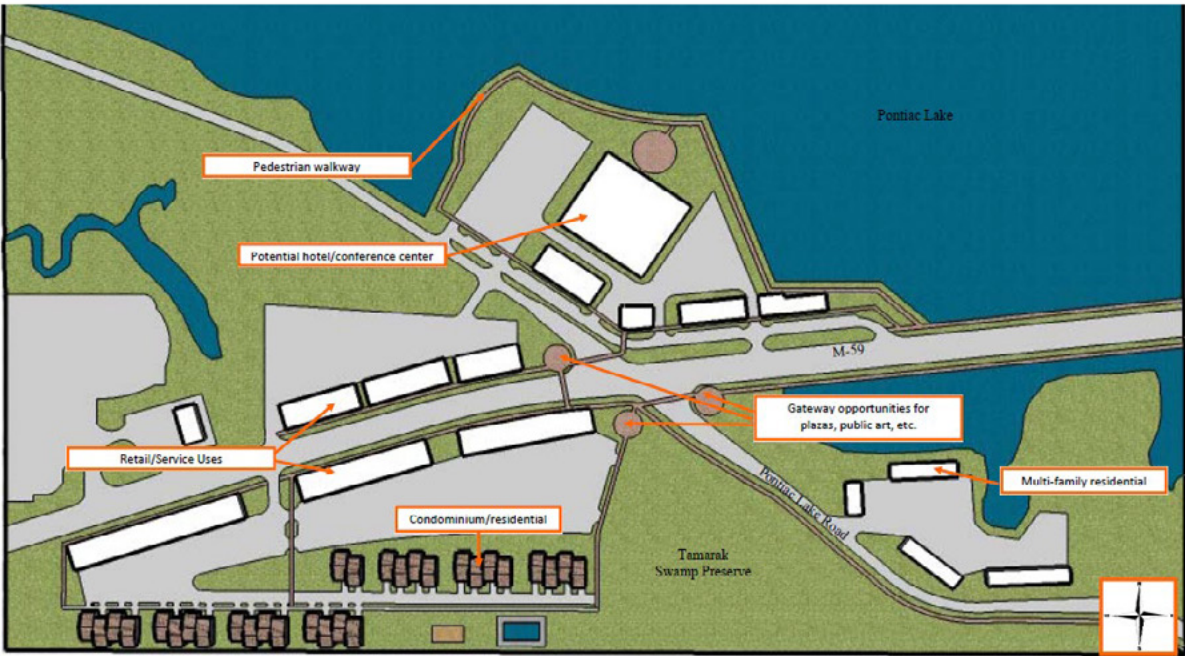 Pontiac Lake
Pedestrian walkway
Potential hotel/conference center
M-59
Gateway opportunities for
plazas, public art, etc.
Retail/Service Uses
Multi-family residential
Pontiac Lake Road
Condominium/residential
Tamarak
Swamp Preserve